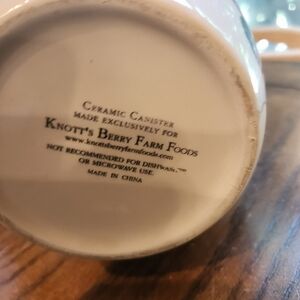 CERAMIC CANISTER
MADE EXCLUSIVELY FOR
KNOTT'S BERRY FARM FOODS
www.knottsberryfarmfoods.com
NOT RECOMMENDED FOR
OR MICROWAVE USE.
MADE IN CHINA